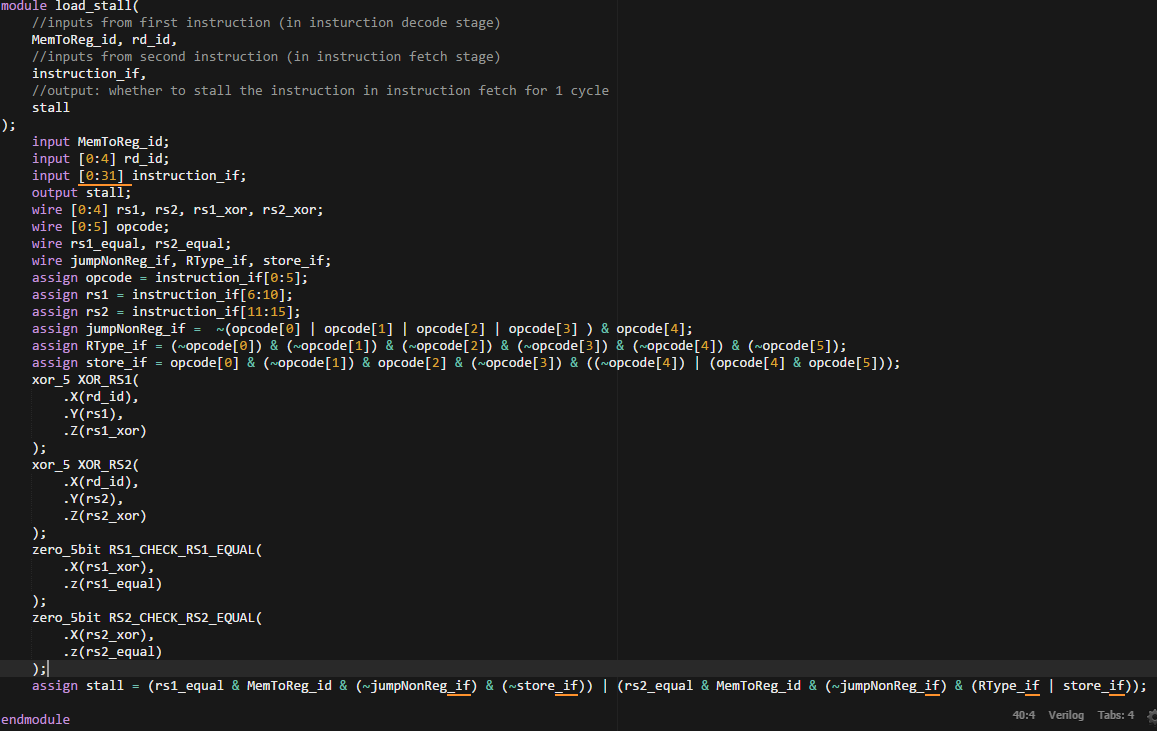 module load_stall(
    //inputs from first instruction (in insturction decode stage)
    MemToReg_id, rd_id,
    //inputs from second instruction (in instruction fetch stage)
    instruction_if,
    //output: whether to stall the instruction in instruction fetch for 1 cycle
    stall
);
    input MemToReg_id;
    input [0:4] rd_id;
    input [0:31] instruction_if;
    output stall;
    wire [0:4] rs1, rs2, rs1_xor, rs2_xor;
    wire [0:5] opcode;
    wire rs1_equal, rs2_equal;
    wire jumpNonReg_if, RType_if, store_if;
    assign opcode = instruction_if[0:5];
    assign rs1 = instruction_if[6:10];
    assign rs2 = instruction_if[11:15];
    assign jumpNonReg_if =  ~(opcode[0] | opcode[1] | opcode[2] | opcode[3] ) & opcode[4];
    assign RType_if = (~opcode[0]) & (~opcode[1]) & (~opcode[2]) & (~opcode[3]) & (~opcode[4]) & (~opcode[5]);
    assign store_if = opcode[0] & (~opcode[1]) & opcode[2] & (~opcode[3]) & ((~opcode[4]) | (opcode[4] & opcode[5]));
    xor_5 XOR_RS1(
        .X(rd_id),
        .Y(rs1),
        .Z(rs1_xor)
    );
    xor_5 XOR_RS2(
        .X(rd_id),
        .Y(rs2),
        .Z(rs2_xor)
    );
    zero_5bit RS1_CHECK_RS1_EQUAL(
        .X(rs1_xor),
        .z(rs1_equal)
    );
    zero_5bit RS2_CHECK_RS2_EQUAL(
        .X(rs2_xor),
        .z(rs2_equal)
    );
    assign stall = (rs1_equal & MemToReg_id & (~jumpNonReg_if) & (~store_if)) | (rs2_equal & MemToReg_id & (~jumpNonReg_if) & (RType_if | store_if));
endmodule
40:4 Verilog Tabs: 4